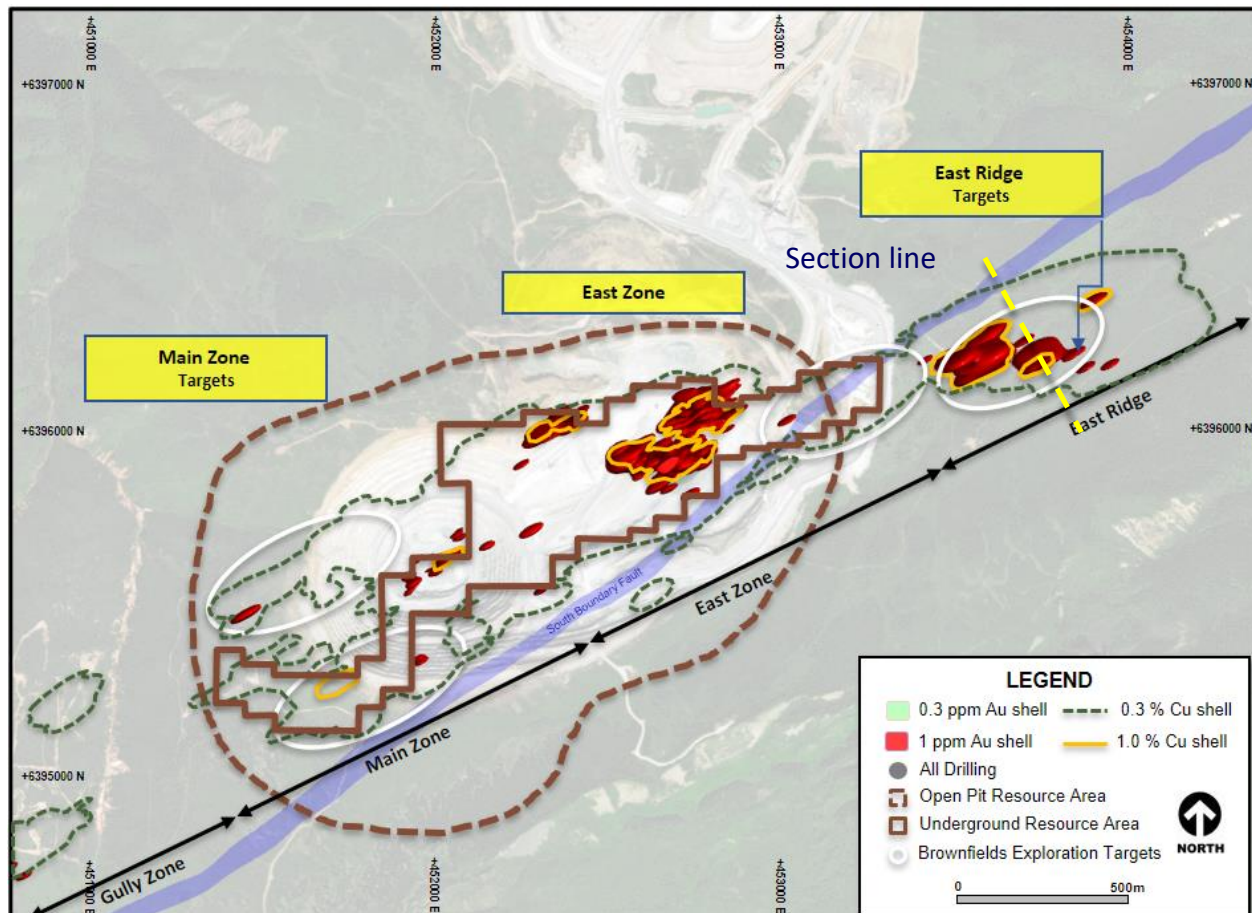 +451000 E
+452000 E
+453000 E
+454000 E
+6397000 N
+6397000 N
East Ridge
Targets
Section line
East Zone
Main Zone
Targets
+6396000 N
+6396000 N
East Ridge
South Boundary Fault
East Zone
Main Zone
Gully Zone
+6395000 N
+451000 E
+452000 E
+453000 E
LEGEND
0.3 ppm Au shell
0.3 % Cu shell
1 ppm Au shell
1.0 % Cu shell
All Drilling
Open Pit Resource Area
Underground Resource Area
Brownfields Exploration Targets
NORTH
0 500m